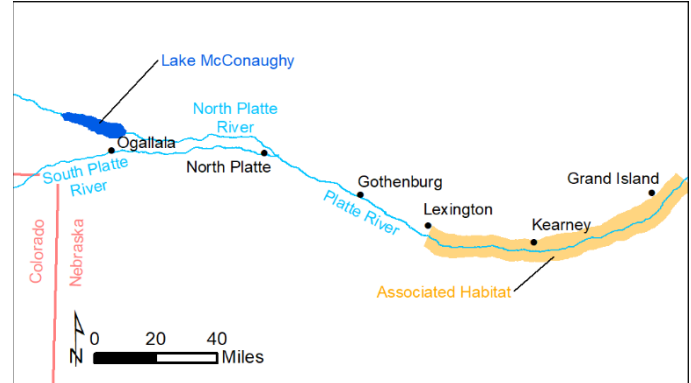 Lake McConaughy
North Platte
River
Ogallala
South Platte
River
North Platte
Gothenburg
Platte River
Lexington
Grand Island
Kearney
Associated Habitat
Colorado
Nebraska
N
0 20 40
Miles